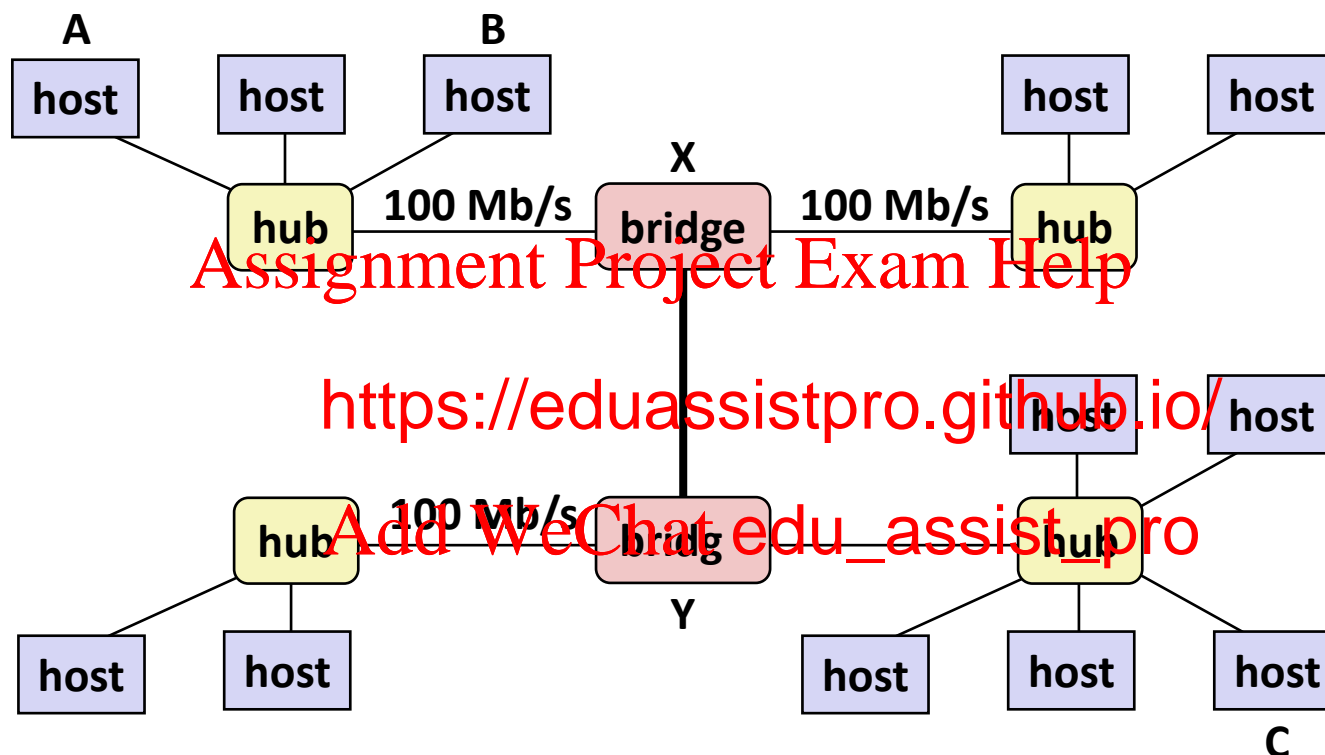 A
B
host
host
host
host
host
X
100 Mb/s
100 Mb/s
hub
bridge
hub
Assignment Project Exam Help
https://eduassistpro.github.io/
host
host
100 Mb/s
hub
bridg
hub
Add WeChat edu_assist_pro
Y
host
host
host
host
host
C